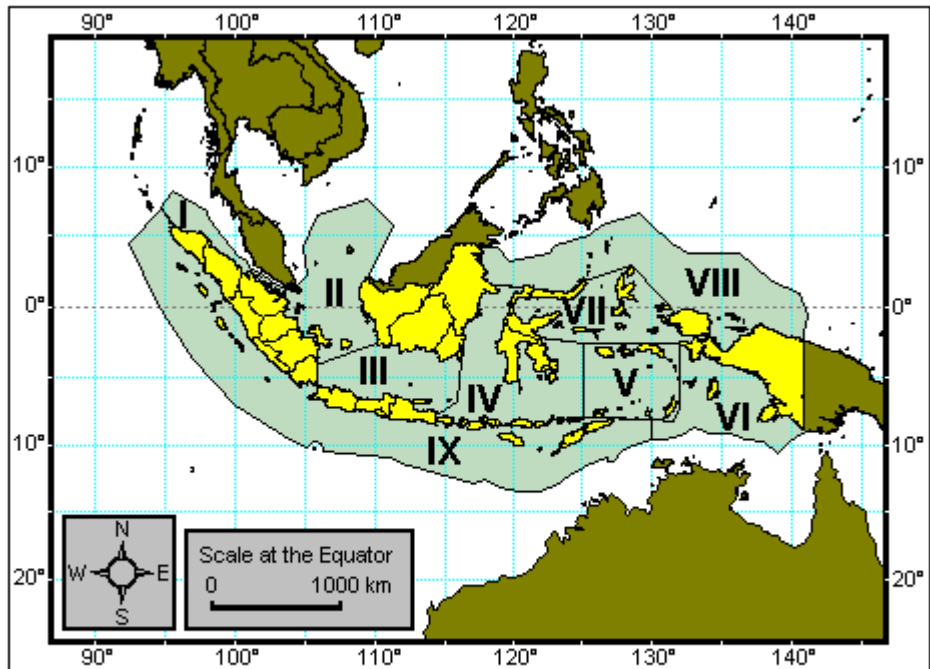 90° 100° 110° 120° 130° 140°
10° 10°
I
II VII VIII
0° 0°
III IV V VI
IX
10° 10°
N
W E
S
Scale at the Equator
0 1000 km
20° 20°
90° 100° 110° 120° 130° 140°